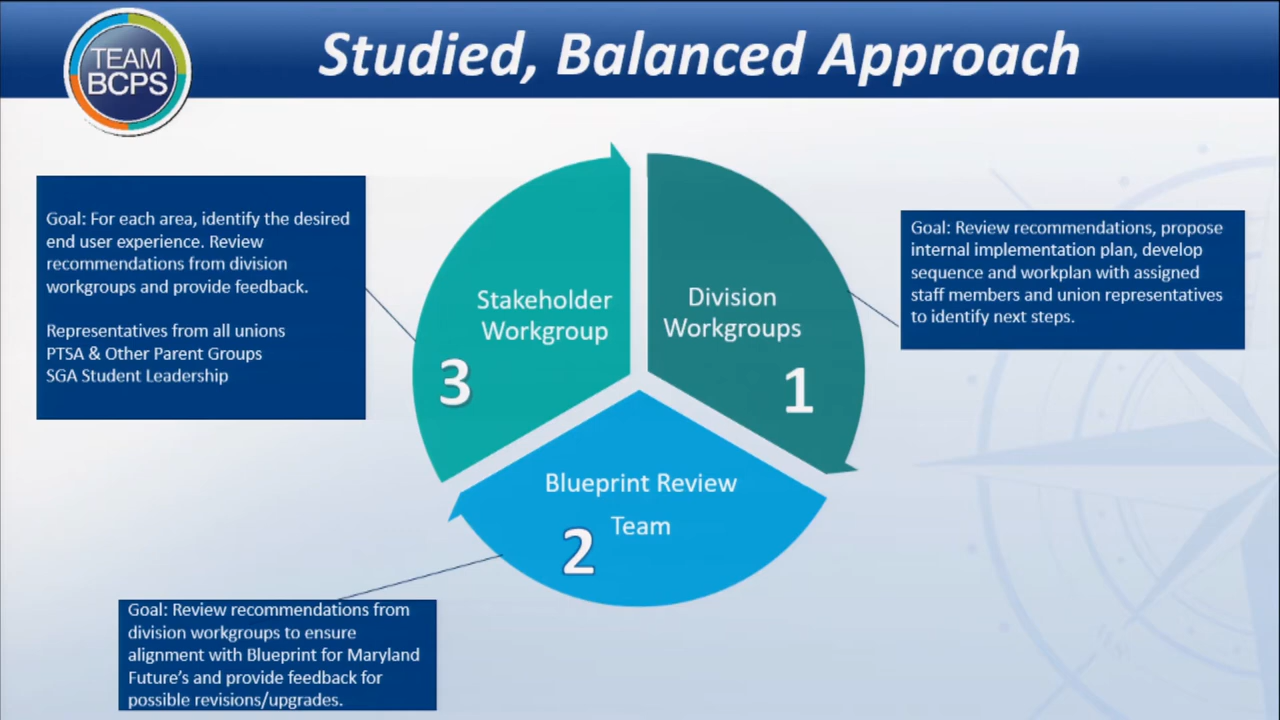 TEAM
BCPS
Studied, Balanced Approach
Goal: For each area, identify the desired
end user experience. Review
recommendations from division
workgroups and provide feedback.
Representatives from all unions
PTSA & Other Parent Groups
SGA Student Leadership
Stakeholder
Workgroup
3
Division
Workgroups
1
Goal: Review recommendations, propose
internal implementation plan, develop
sequence and workplan with assigned
staff members and union representatives
to identify next steps.
Blueprint Review
Team
2
Goal: Review recommendations from
division workgroups to ensure
alignment with Blueprint for Maryland
Future's and provide feedback for
possible revisions/upgrades.